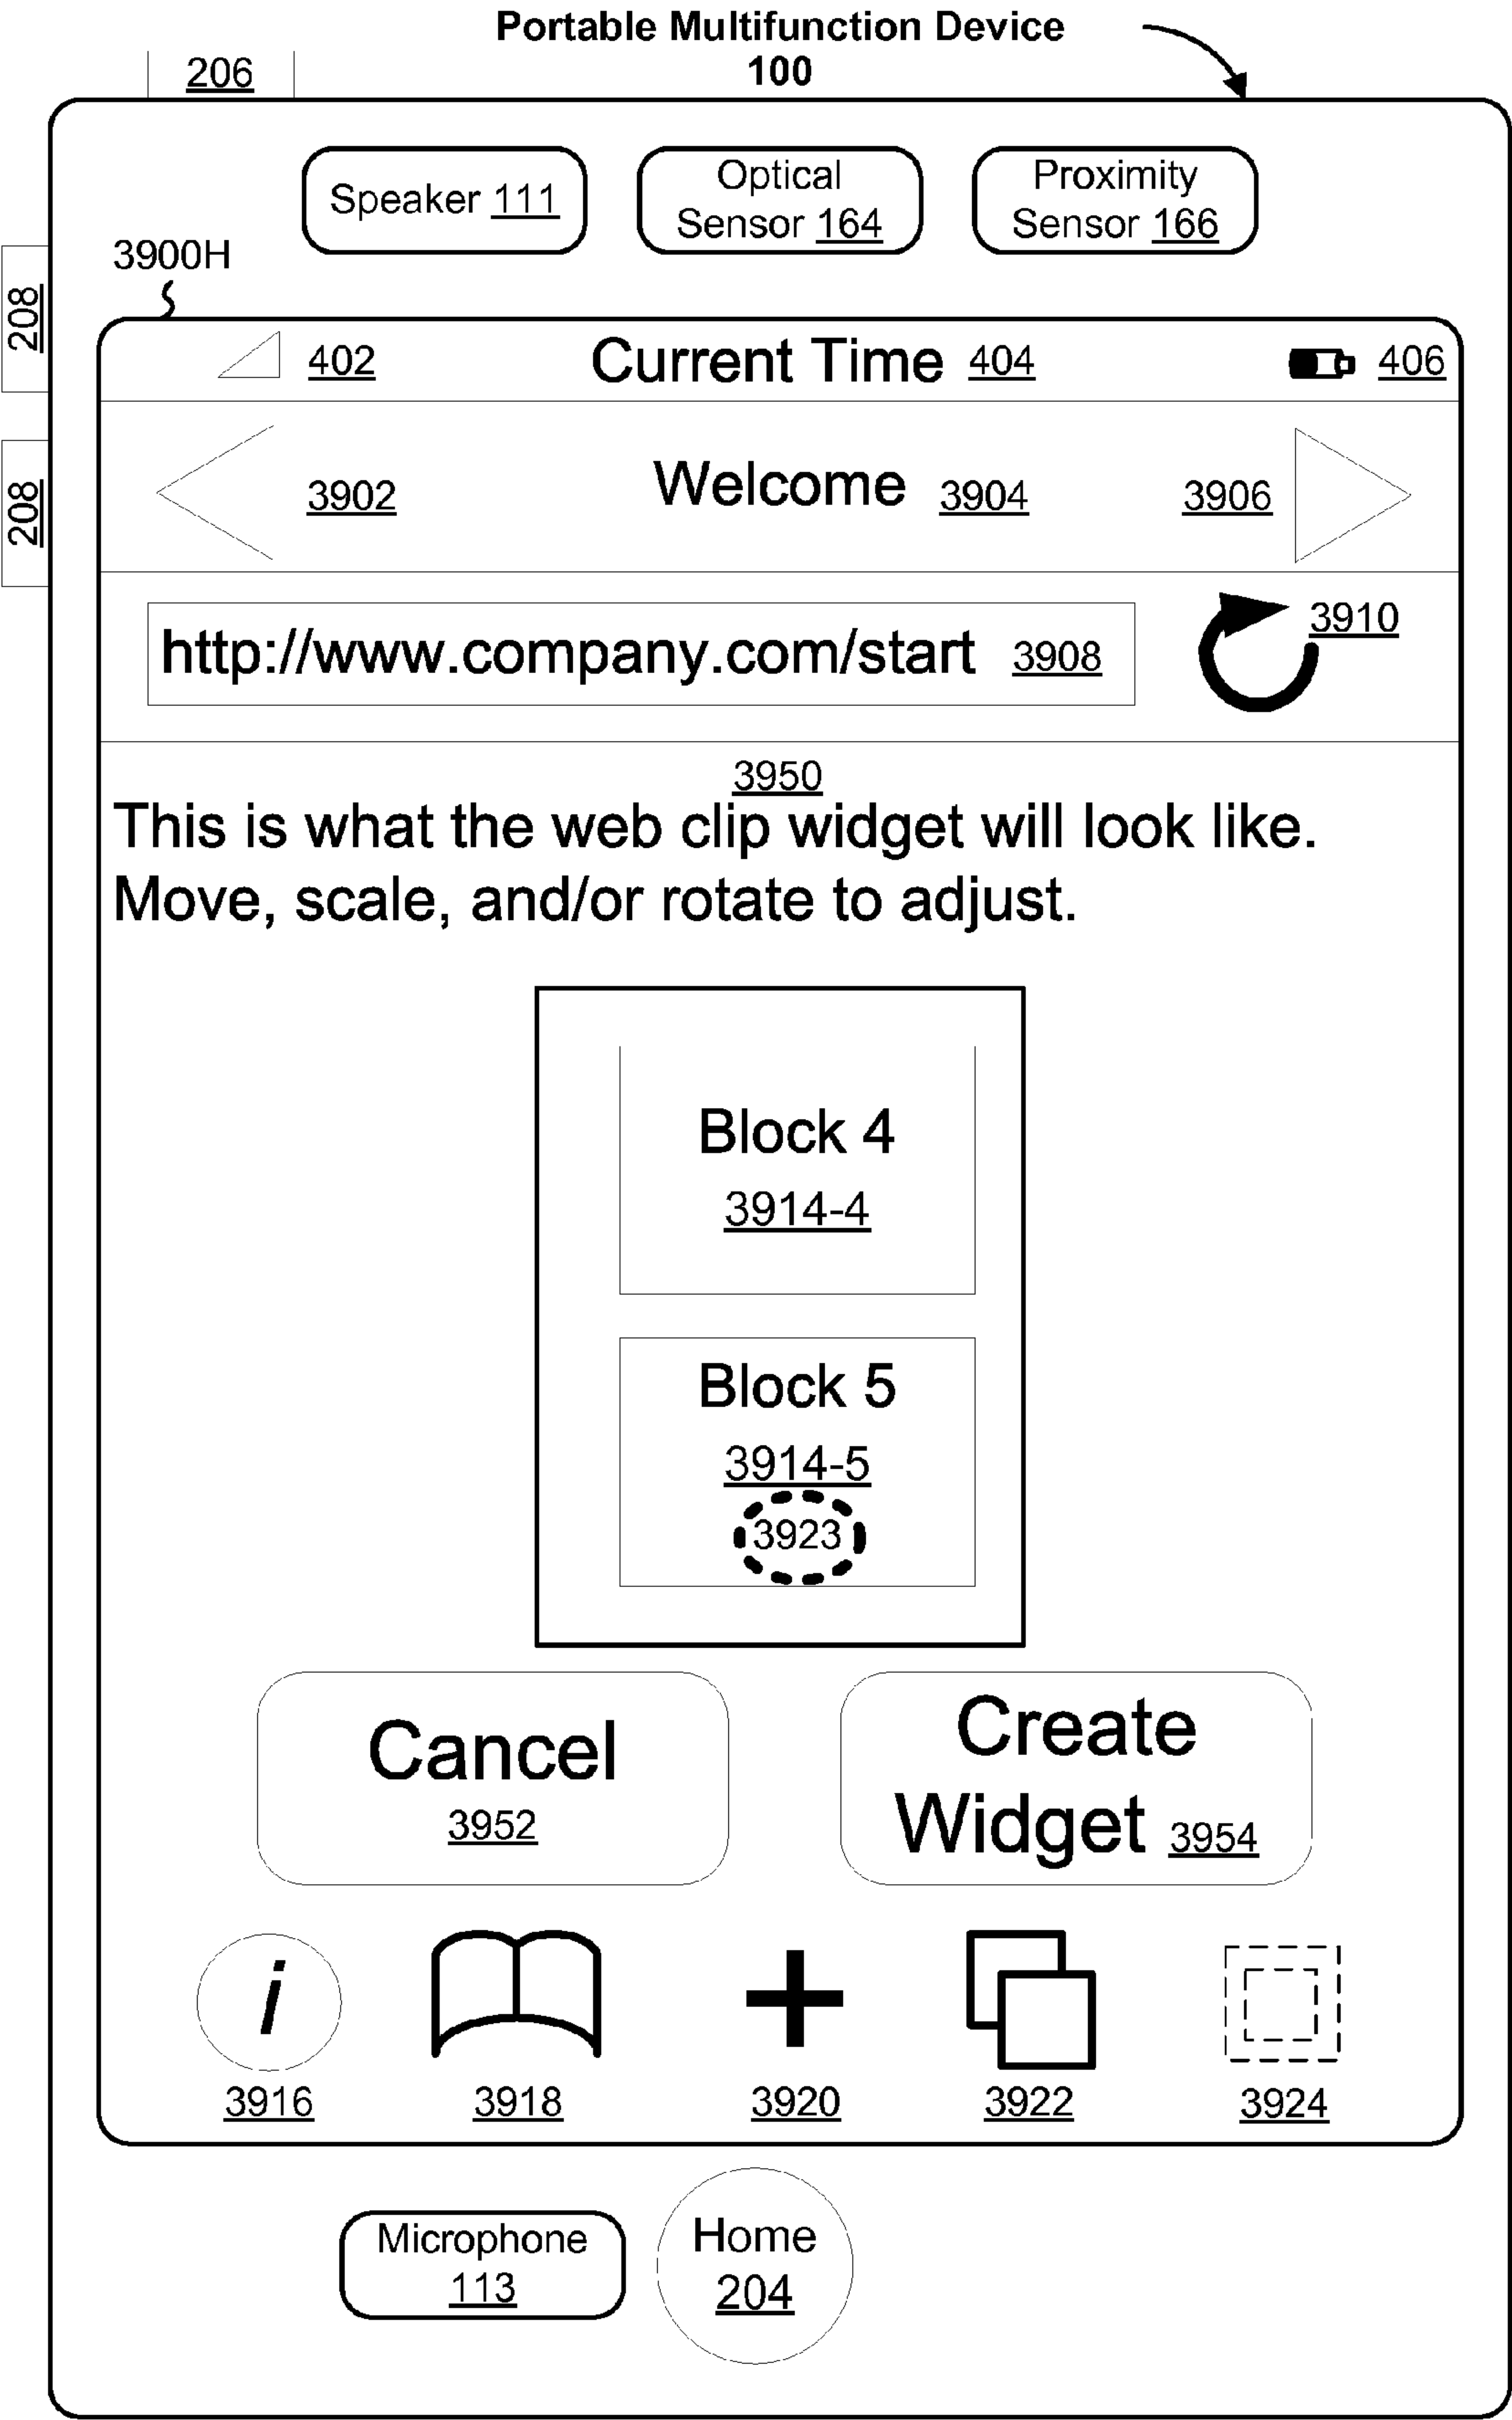 Portable Multifunction Device
100
206
Speaker 111
Optical
Sensor 164
Proximity
Sensor 166
3900H
208
208
402
Current Time 404
406
3902
Welcome 3904
3906
http://www.company.com/start 3908
3910
3950
This is what the web clip widget will look like.
Move, scale, and/or rotate to adjust.
Block 4
3914-4
Block 5
3914-5
3923
Cancel
3952
Create
Widget 3954
i
3916
3918
3920
3922
3924
Microphone
113
Home
204